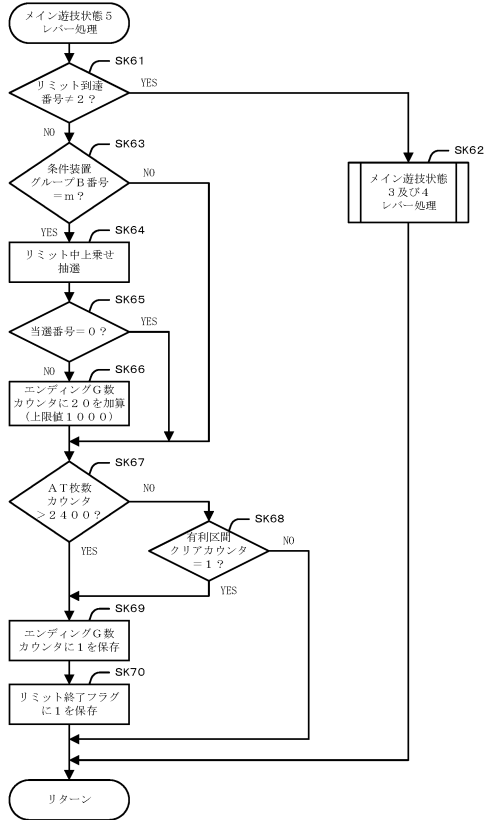 メイン遊技状態５
レバー処理
SK61
リミット到達
番号≠２？
YES
NO
SK62
メイン遊技状態
３及び４
レバー処理
SK63
条件装置
グループＢ番号
＝ｍ？
NO
YES
SK64
リミット中上乗せ
抽選
SK65
当選番号＝０？
YES
NO
SK66
エンディングＧ数
カウンタに２０を加算
（上限値１０００）
SK67
ＡＴ枚数
カウンタ
＞２４００？
NO
YES
SK68
有利区間
クリアカウンタ
＝１？
NO
YES
SK69
エンディングＧ数
カウンタに１を保存
SK70
リミット終了フラグ
に１を保存
リターン